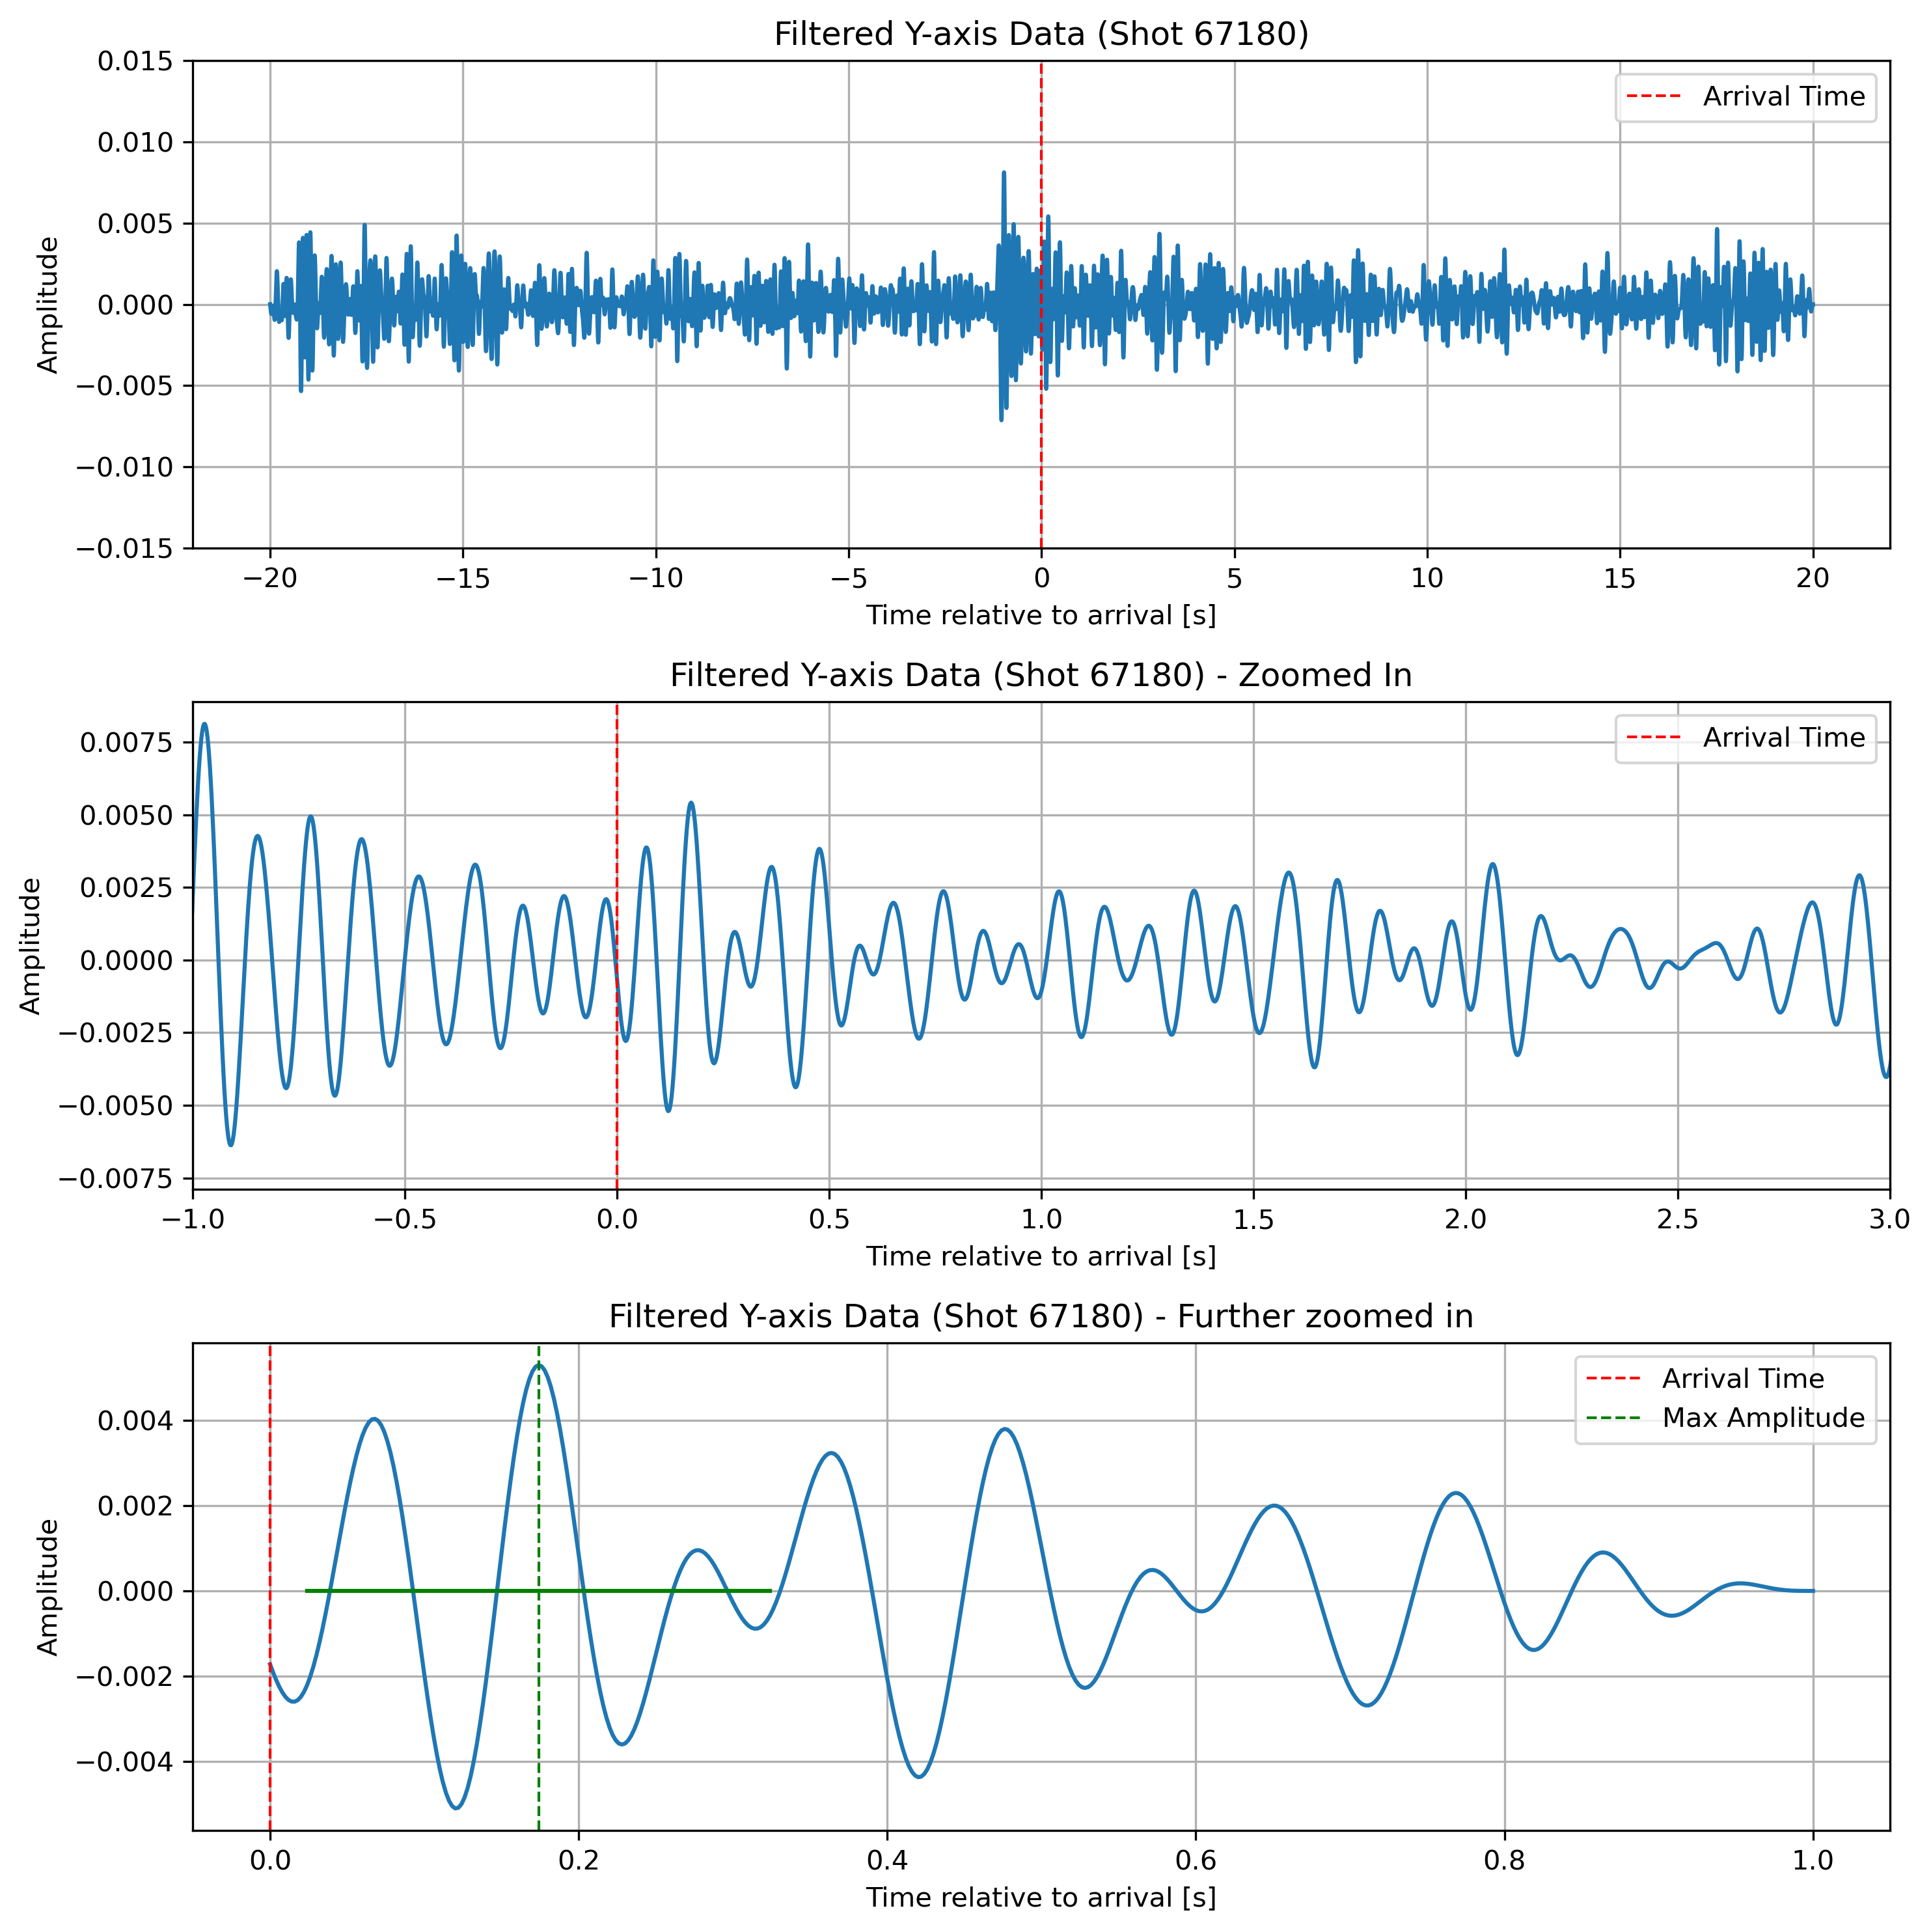 Filtered Y-axis Data (Shot 67180)
0.015
0.010
0.005
0.000
−0.005
−0.010
−0.015
Amplitude
Arrival Time
−20 −15 −10 −5 0 5 10 15 20
Time relative to arrival [s]
Filtered Y-axis Data (Shot 67180) - Zoomed In
0.0075
0.0050
0.0025
0.0000
−0.0025
−0.0050
−0.0075
Amplitude
Arrival Time
−1.0 −0.5 0.0 0.5 1.0 1.5 2.0 2.5 3.0
Time relative to arrival [s]
Filtered Y-axis Data (Shot 67180) - Further zoomed in
0.004
0.002
0.000
−0.002
−0.004
Amplitude
Arrival Time
Max Amplitude
0.0 0.2 0.4 0.6 0.8 1.0
Time relative to arrival [s]